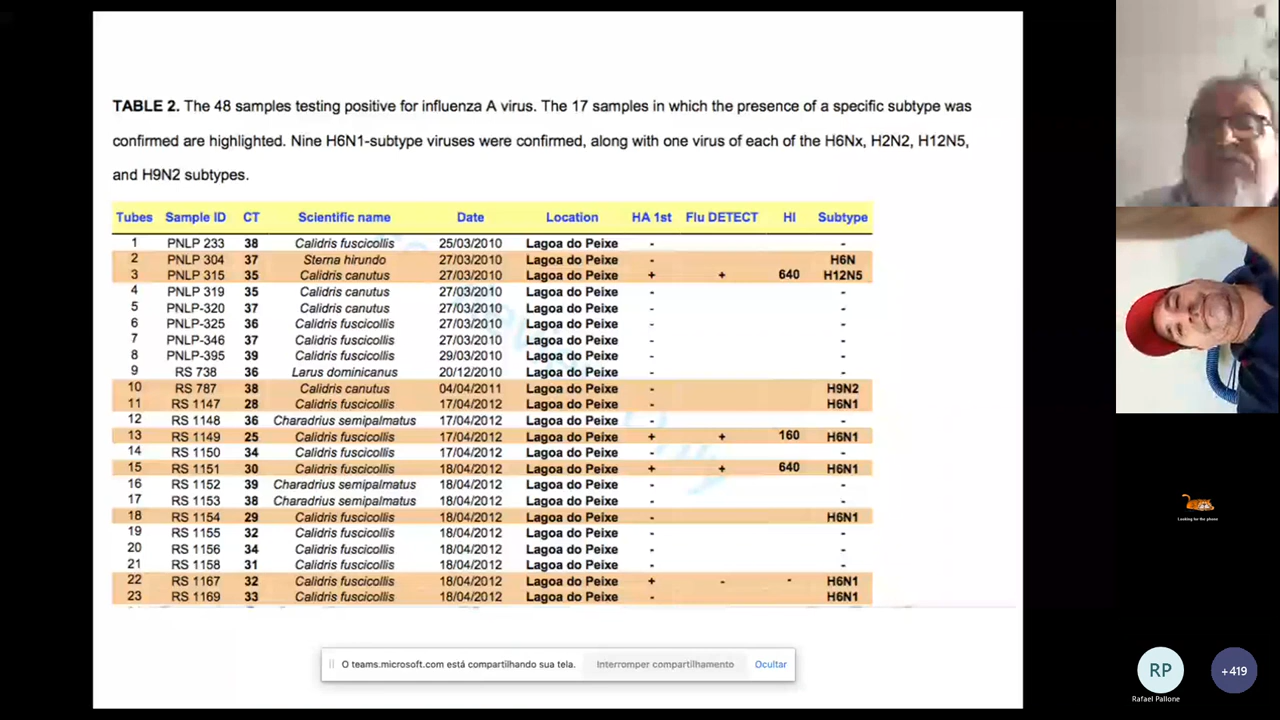 TABLE 2. The 48 samples testing positive for influenza A virus. The 17 samples in which the presence of a specific subtype was
confirmed are highlighted. Nine H6N1-subtype viruses were confirmed, along with one virus of each of the H6Nx, H2N2, H12N5,
and H9N2 subtypes.
Tubes Sample ID CT Scientific name Date Location HA 1st Flu DETECT HI Subtype
1 PNLP 233 38 Calidris fuscicollis 25/03/2010 Lagoa do Peixe - -
2 PNLP 304 37 Sterna hirundo 27/03/2010 Lagoa do Peixe - H6N
3 PNLP 315 35 Calidris canutus 27/03/2010 Lagoa do Peixe + + 640 H12N5
4 PNLP 319 35 Calidris canutus 27/03/2010 Lagoa do Peixe - -
5 PNLP-320 37 Calidris canutus 27/03/2010 Lagoa do Peixe - -
6 PNLP-325 36 Calidris fuscicollis 27/03/2010 Lagoa do Peixe - -
7 PNLP-346 37 Calidris fuscicollis 27/03/2010 Lagoa do Peixe - -
8 PNLP-395 39 Calidris fuscicollis 29/03/2010 Lagoa do Peixe - -
9 RS 738 36 Larus dominicanus 20/12/2010 Lagoa do Peixe - -
10 RS 787 38 Calidris canutus 04/04/2011 Lagoa do Peixe - H9N2
11 RS 1147 28 Calidris fuscicollis 17/04/2012 Lagoa do Peixe - H6N1
12 RS 1148 36 Charadrius semipalmatus 17/04/2012 Lagoa do Peixe - -
13 RS 1149 25 Calidris fuscicollis 17/04/2012 Lagoa do Peixe + + 160 H6N1
14 RS 1150 34 Calidris fuscicollis 17/04/2012 Lagoa do Peixe - -
15 RS 1151 30 Calidris fuscicollis 18/04/2012 Lagoa do Peixe + + 640 H6N1
16 RS 1152 39 Charadrius semipalmatus 18/04/2012 Lagoa do Peixe - -
17 RS 1153 38 Charadrius semipalmatus 18/04/2012 Lagoa do Peixe - -
18 RS 1154 29 Calidris fuscicollis 18/04/2012 Lagoa do Peixe - H6N1
19 RS 1155 32 Calidris fuscicollis 18/04/2012 Lagoa do Peixe - -
20 RS 1156 34 Calidris fuscicollis 18/04/2012 Lagoa do Peixe - -
21 RS 1158 31 Calidris fuscicollis 18/04/2012 Lagoa do Peixe - -
22 RS 1167 32 Calidris fuscicollis 18/04/2012 Lagoa do Peixe + - - H6N1
23 RS 1169 33 Calidris fuscicollis 18/04/2012 Lagoa do Peixe - H6N1
O teams.microsoft.com está compartilhando sua tela. Interromper compartilhamento Ocultar
Looking for the phone
RP
+419
Rafael Pallone